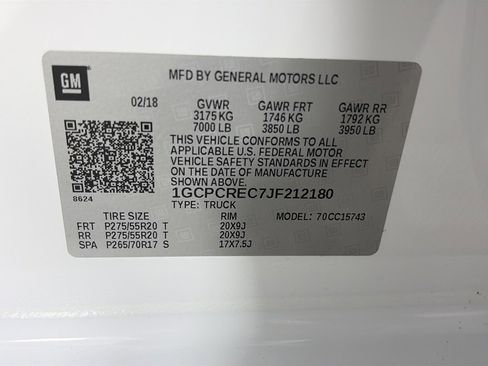 GM
MFD BY GENERAL MOTORS LLC
02/18 GVWR GAWR FRT GAWR RR
3175 KG 1746 KG 1792 KG
7000 LB 3850 LB 3950 LB
THIS VEHICLE CONFORMS TO ALL
APPLICABLE U.S. FEDERAL MOTOR
VEHICLE SAFETY STANDARDS IN EFFECT
ON THE DATE OF MANUFACTURE
SHOWN ABOVE.
8624 1GCPCREC7JF212180
TYPE: TRUCK
TIRE SIZE RIM MODEL: 70CC15743
FRT P275/55R20 T 20X9J
RR P275/55R20 T 20X9J
SPA P265/70R17 S 17X7.5J